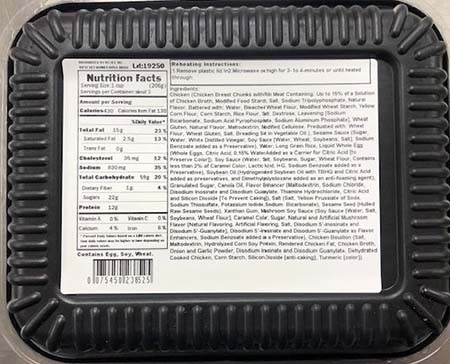 Lot:19250
Nutrition Facts
Serving Size:1 cup (206g)
Servings per Container:about 3
Amount per Serving
Calories 430 Calories from Fat 130
%Daily Value*
Total Fat 15g 23 %
Saturated Fat 2.5g 13 %
Trans Fat 0g
Cholesterol 35 mg 12 %
Sodium mg 35 %
Total Carbohydrate 59g 20 %
Dietary Fiber 1g 4 %
Sugars 22g
Protein 12g
Vitamin A 0% Vitamin C 0%
Calcium 4 % Iron 6%
Contains Egg, Soy, Wheat.
Reheating Instructions:
1.Remove plastic lid.\n2.Microwave on high for 3- to 4-minutes or until heated
through
Ingredients:
Chicken (Chicken Breast Chunks with Rib Meat Containing: Up to 15% of a Solution
of Chicken Broth, Modified Food Starch, Salt, Sodium Tripolyphosphate, Natural
Flavor. Battered with: Water, Bleached Wheat Flour, Modified Wheat Starch, Yellow
Corn Flour, Corn Starch, Rice Flour, Salt, Dextrose, Leavening [Sodium
Bicarbonate, Sodium Acid Pyrophosphate, Sodium Aluminum Phosphate], Wheat
Gluten, Natural Flavor, Maltodextrin, Modified Cellulose. Predusted with: Wheat
Flour, Wheat Gluten, Salt. Breading Set in Vegetable Oil.), Sesame Sauce (Sugar,
Water, White Distilled Vinegar, Soy Sauce [Water, Wheat, Soybeans, Salt, Sodium
Benzoate added as a Preservative], Water, Long Grain Rice, Liquid Whole Egg
(Whole Eggs, Citric Acid, 0.15% Water Added as a Carrier for Citric Acid [to
Preserve Color]), Soy Sauce (Water, Salt, Soybeans, Sugar, Wheat Flour, Contains
less than 2% of Caramel Color, Lactic Acid, Sodium Benzoate added as a
Preservative), Soybean Oil (Hydrogenated Soybean Oil with TBHQ and Citric Acid
added as preservatives, and Dimethylpolysiloxane added as an anti-foaming agent),
Granulated Sugar, Canola Oil, Flavor Enhancer (Maltodextrin, Sodium Chloride,
Disodium Inosinate and Disodium Guanylate, Thiamine Hydrochloride, Citric Acid
and Silicon Dioxide [To Prevent Caking]), Salt (Salt, Yellow Prussiate of Soda,
Sodium Thiosulfate, Potassium Iodide, Sodium Bicarbonate), Sesame Seed (Hulled
Raw Sesame Seeds), Xanthan Gum, Mushroom Soy Sauce (Soy Sauce [Water, Salt,
Soybeans, Wheat Flour], Caramel Color, Sugar, Natural and Artificial Mushroom
Flavor [Natural Flavoring, Artificial Flavoring, Salt, Disodium 5'-Inosinate and
Disodium 5'-Guanylate], Disodium 5'-Inosinate and Disodium 5'-Guanylate as Flavor
Enhancers, Sodium Benzoate added as a Preservative), Chicken Bouillon (Salt,
Maltodextrin, Hydrolyzed Corn Soy Protein, Rendered Chicken Fat, Chicken Broth,
Onion and Garlic Powder, Disodium Inosinate and Disodium Guanylate, Dehydrated
Cooked Chicken, Corn Starch, Silicon Dioxide [anti-caking], Turmeric [color])